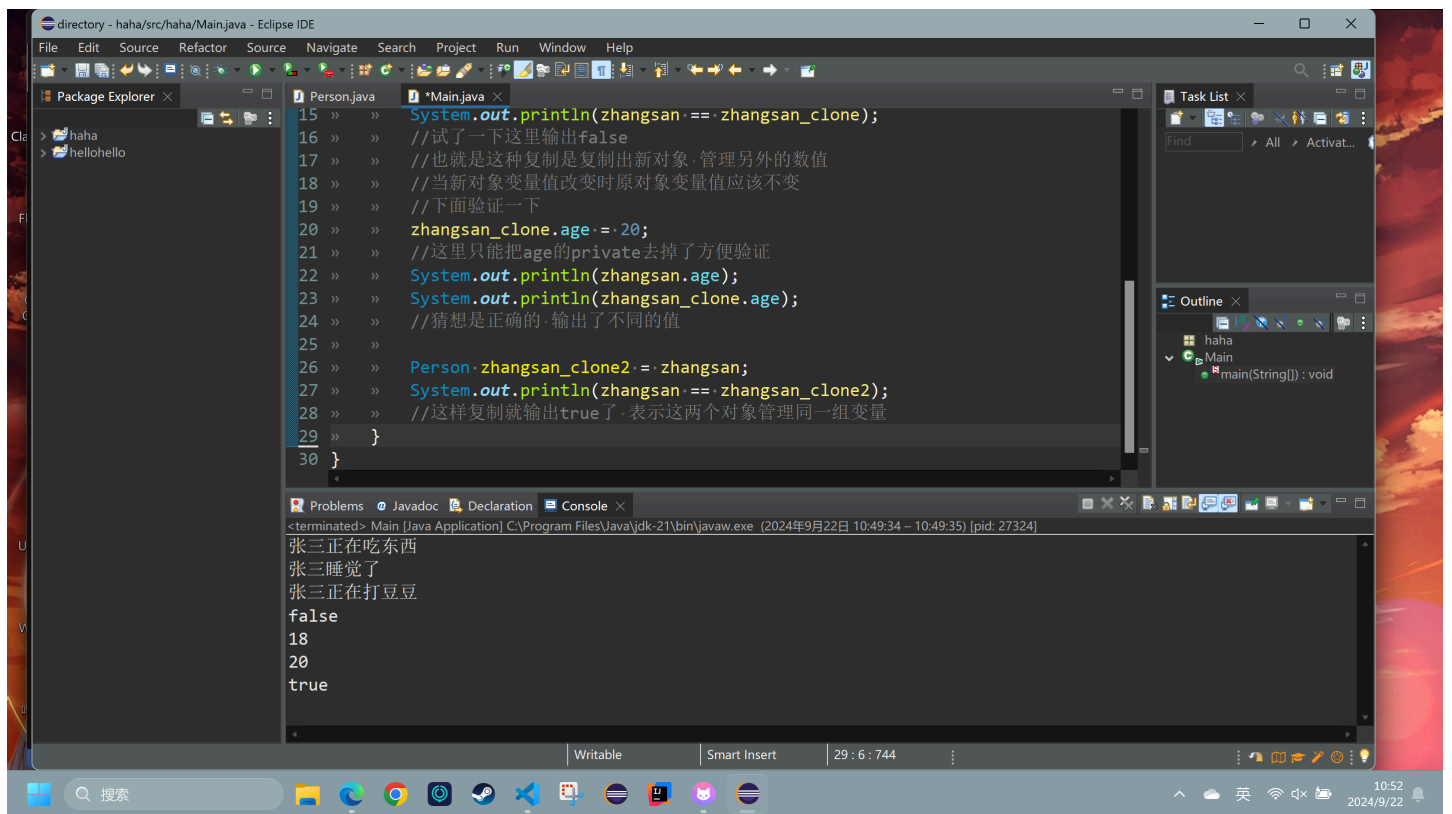 directory - haha/src/haha/Main.java - Eclipse IDE
File Edit Source Refactor Source Navigate Search Project Run Window Help
Package Explorer
haha
hellohello
Person.java *Main.java
15 » » System.out.println(zhangsan·==·zhangsan_clone);
16 » » //试了一下这里输出false
17 » » //也就是这种复制是复制出新对象·管理另外的数值
18 » » //当新对象变量值改变时原对象变量值应该不变
19 » » //下面验证一下
20 » » zhangsan_clone.age·=·20;
21 » » //这里只能把age的private去掉了方便验证
22 » » System.out.println(zhangsan.age);
23 » » System.out.println(zhangsan_clone.age);
24 » » //猜想是正确的·输出了不同的值
25 » »
26 » » Person·zhangsan_clone2·=·zhangsan;
27 » » System.out.println(zhangsan·==·zhangsan_clone2);
28 » » //这样复制就输出true了·表示这两个对象管理同一组变量
29 » }
30 }
Task List
Find All Activat...
Outline
haha
Main
main(String[]) : void
Problems Javadoc Declaration Console
<terminated> Main [Java Application] C:\Program Files\Java\jdk-21\bin\javaw.exe (2024年9月22日 10:49:34 – 10:49:35) [pid: 27324]
张三正在吃东西
张三睡觉了
张三正在打豆豆
false
18
20
true
Writable Smart Insert 29 : 6 : 744
搜索
英
10:52
2024/9/22